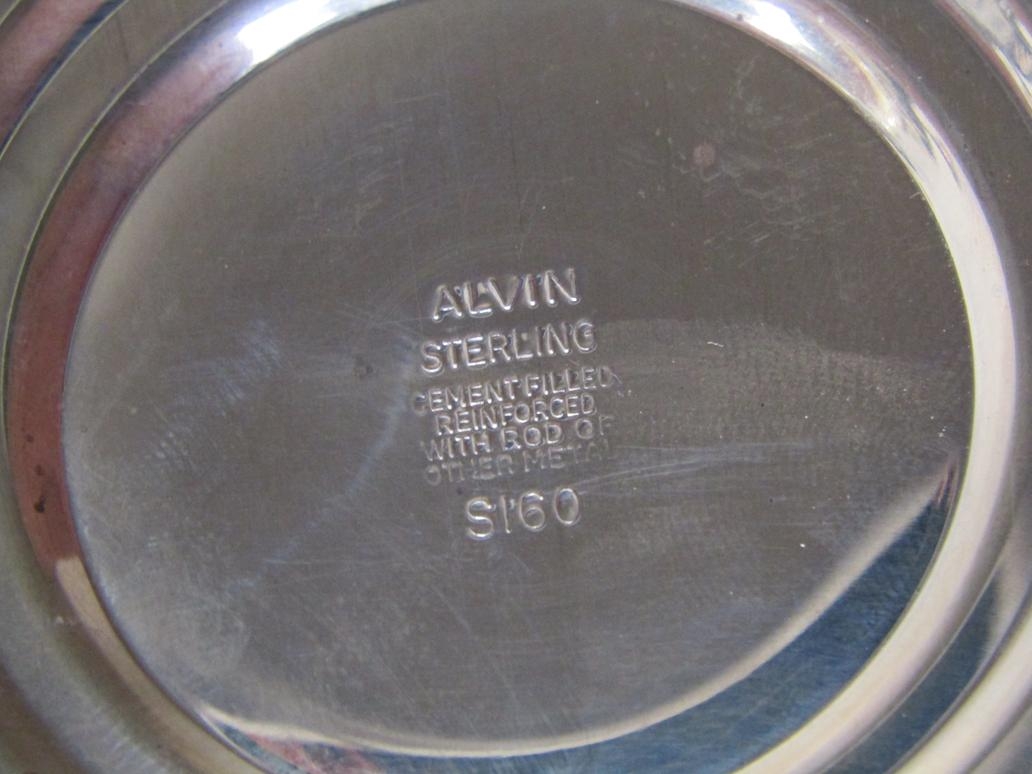 ALVIN
STERLING
CEMENT FILLED
REINFORCED
WITH ROD OF
OTHER METAL
S160